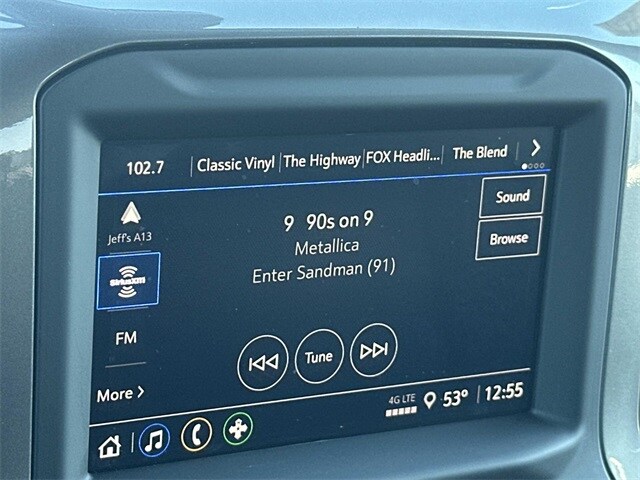 102.7 Classic Vinyl The Highway FOX Headli... The Blend >
Jeff's A13
9 90s on 9
Metallica
Enter Sandman (91)
Sound
Browse
SiriusXM
FM
Tune
More >
4G LTE 53° 12:55